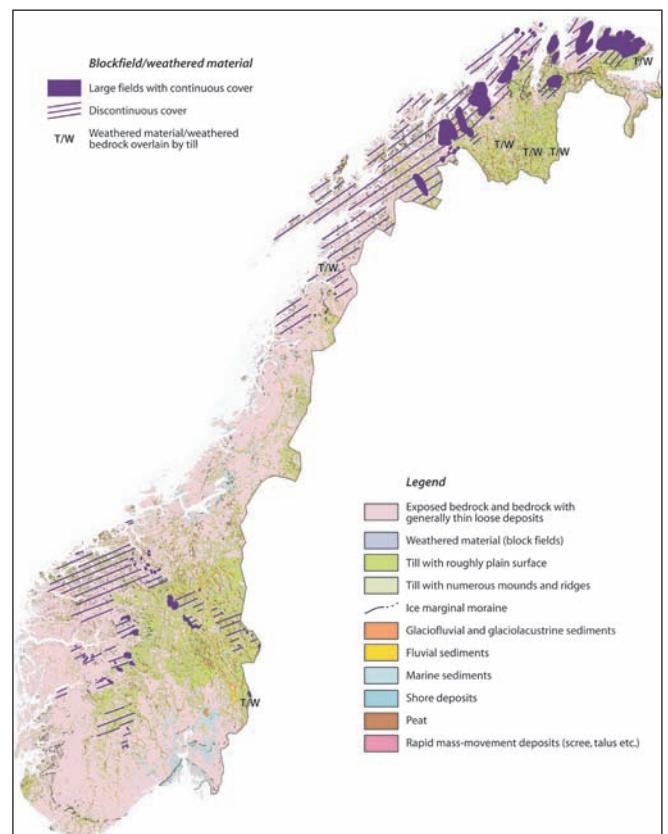 Blockfield/weathered material
Large fields with continuous cover
Discontinuous cover
T/W Weathered material/weathered
bedrock overlain by till
T/W
T/W T/W T/W
T/W
T/W
Legend
Exposed bedrock and bedrock with
generally thin loose deposits
Weathered material (block fields)
Till with roughly plain surface
Till with numerous mounds and ridges
Ice marginal moraine
Glaciofluvial and glaciolacustrine sediments
Fluvial sediments
Marine sediments
Shore deposits
Peat
Rapid mass-movement deposits (scree, talus etc.)